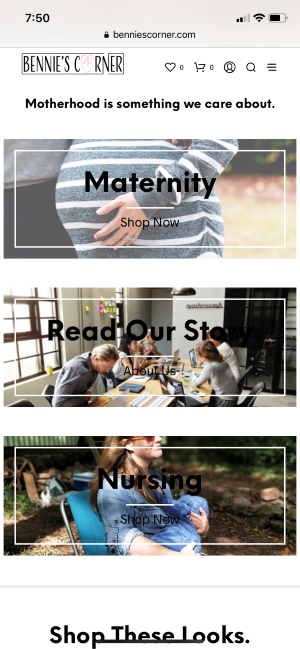 7:50
benniescorner.com
BENNIE'S CORNER
0
0
Motherhood is something we care about.
Maternity
Shop Now
Read Our Story
About Us
Nursing
Shop Now
Shop These Looks.